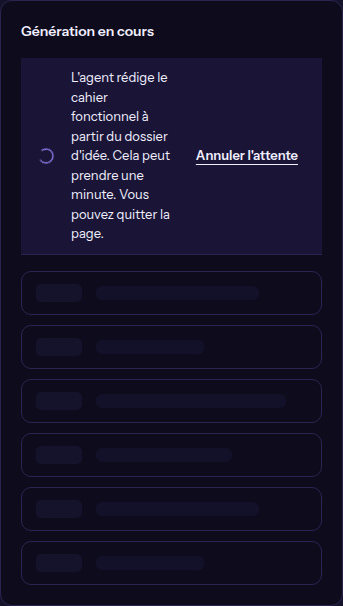 Génération en cours
L'agent rédige le
cahier
fonctionnel à
partir du dossier
d'idée. Cela peut
prendre une
minute. Vous
pouvez quitter la
page.
Annuler l'attente